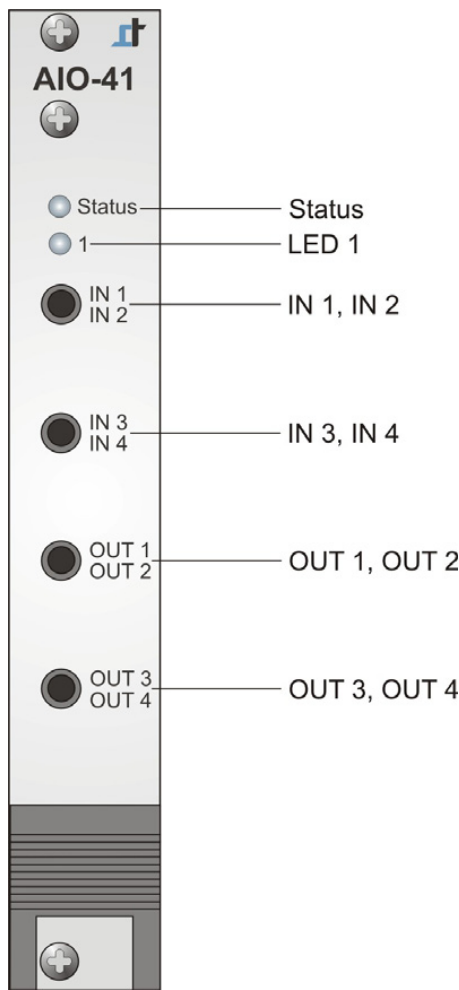 AIO-41
Status
Status
1
LED 1
IN 1
IN 2
IN 1, IN 2
IN 3
IN 4
IN 3, IN 4
OUT 1
OUT 2
OUT 1, OUT 2
OUT 3
OUT 4
OUT 3, OUT 4